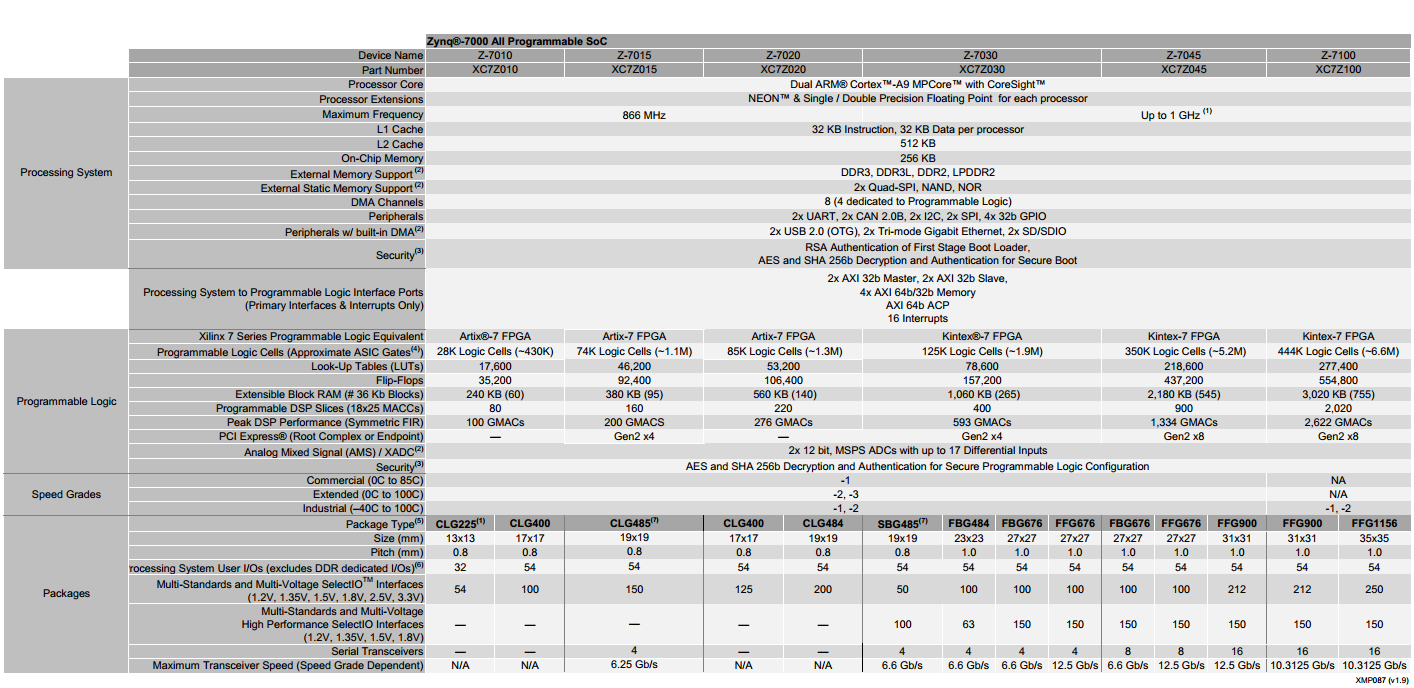 Zynq®-7000 All Programmable SoC
Device Name Z-7010 Z-7015 Z-7020 Z-7030 Z-7045 Z-7100
Part Number XC7Z010 XC7Z015 XC7Z020 XC7Z030 XC7Z045 XC7Z100
Processing System
Processor Core Dual ARM® Cortex™-A9 MPCore™ with CoreSight™
Processor Extensions NEON™ & Single / Double Precision Floating Point for each processor
Maximum Frequency 866 MHz Up to 1 GHz (1)
L1 Cache 32 KB Instruction, 32 KB Data per processor
L2 Cache 512 KB
On-Chip Memory 256 KB
External Memory Support(2) DDR3, DDR3L, DDR2, LPDDR2
External Static Memory Support(2) 2x Quad-SPI, NAND, NOR
DMA Channels 8 (4 dedicated to Programmable Logic)
Peripherals 2x UART, 2x CAN 2.0B, 2x I2C, 2x SPI, 4x 32b GPIO
Peripherals w/ built-in DMA(2) 2x USB 2.0 (OTG), 2x Tri-mode Gigabit Ethernet, 2x SD/SDIO
Security(3) RSA Authentication of First Stage Boot Loader,
AES and SHA 256b Decryption and Authentication for Secure Boot
Processing System to Programmable Logic Interface Ports
(Primary Interfaces & Interrupts Only)
2x AXI 32b Master, 2x AXI 32b Slave,
4x AXI 64b/32b Memory
AXI 64b ACP
16 Interrupts
Programmable Logic
Xilinx 7 Series Programmable Logic Equivalent Artix®-7 FPGA Artix-7 FPGA Artix-7 FPGA Kintex®-7 FPGA Kintex-7 FPGA Kintex-7 FPGA
Programmable Logic Cells (Approximate ASIC Gates(4)) 28K Logic Cells (~430K) 74K Logic Cells (~1.1M) 85K Logic Cells (~1.3M) 125K Logic Cells (~1.9M) 350K Logic Cells (~5.2M) 444K Logic Cells (~6.6M)
Look-Up Tables (LUTs) 17,600 46,200 53,200 78,600 218,600 277,400
Flip-Flops 35,200 92,400 106,400 157,200 437,200 554,800
Extensible Block RAM (# 36 Kb Blocks) 240 KB (60) 380 KB (95) 560 KB (140) 1,060 KB (265) 2,180 KB (545) 3,020 KB (755)
Programmable DSP Slices (18x25 MACCs) 80 160 220 400 900 2,020
Peak DSP Performance (Symmetric FIR) 100 GMACs 200 GMACS 276 GMACs 593 GMACs 1,334 GMACs 2,622 GMACs
PCI Express® (Root Complex or Endpoint) — Gen2 x4 — Gen2 x4 Gen2 x8 Gen2 x8
Analog Mixed Signal (AMS) / XADC(2) 2x 12 bit, MSPS ADCs with up to 17 Differential Inputs
Security(3) AES and SHA 256b Decryption and Authentication for Secure Programmable Logic Configuration
Speed Grades
Commercial (0C to 85C) -1 NA
Extended (0C to 100C) -2, -3 N/A
Industrial (–40C to 100C) -1, -2 -1, -2
Packages
Package Type(5) CLG225(1) CLG400 CLG485(7) CLG400 CLG484 SBG485(7) FBG484 FBG676 FFG676 FBG676 FFG676 FFG900 FFG900 FFG1156
Size (mm) 13x13 17x17 19x19 17x17 19x19 19x19 23x23 27x27 27x27 27x27 27x27 31x31 31x31 35x35
Pitch (mm) 0.8 0.8 0.8 0.8 0.8 0.8 1.0 1.0 1.0 1.0 1.0 1.0 1.0 1.0
rocessing System User I/Os (excludes DDR dedicated I/Os)(6) 32 54 54 54 54 54 54 54 54 54 54 54 54 54
Multi-Standards and Multi-Voltage SelectIO™ Interfaces
(1.2V, 1.35V, 1.5V, 1.8V, 2.5V, 3.3V) 54 100 150 125 200 50 100 100 100 100 100 212 212 250
Multi-Standards and Multi-Voltage
High Performance SelectIO Interfaces
(1.2V, 1.35V, 1.5V, 1.8V) — — — — — 100 63 150 150 150 150 150 150 150
Serial Transceivers — — 4 — — 4 4 4 4 8 8 16 16 16
Maximum Transceiver Speed (Speed Grade Dependent) N/A N/A 6.25 Gb/s N/A N/A 6.6 Gb/s 6.6 Gb/s 6.6 Gb/s 12.5 Gb/s 6.6 Gb/s 12.5 Gb/s 12.5 Gb/s 10.3125 Gb/s 10.3125 Gb/s
XMP087 (v1.9)